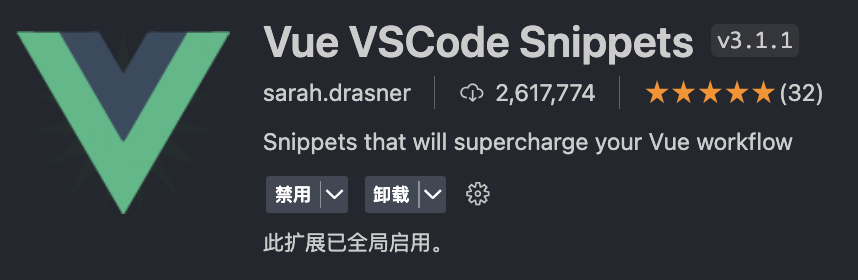 Vue VSCode Snippets v3.1.1
sarah.drasner 2,617,774 ★★★★★(32)
Snippets that will supercharge your Vue workflow
禁用 卸载
此扩展已全局启用。